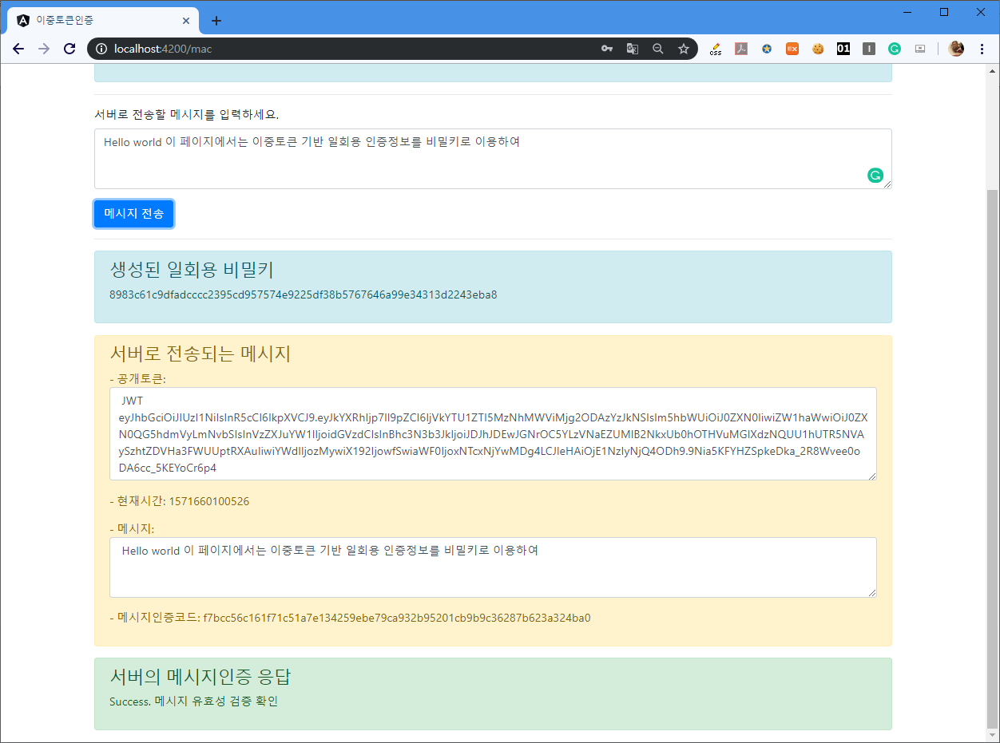 이중토큰인증
localhost:4200/mac
서버로 전송할 메시지를 입력하세요.
Hello world 이 페이지에서는 이중토큰 기반 일회용 인증정보를 비밀키로 이용하여
메시지 전송
생성된 일회용 비밀키
8983c61c9dfadcccc2395cd957574e9225df38b5767646a99e34313d2243eba8
서버로 전송되는 메시지
- 공개토큰:
JWT
eyJhbGciOiJIUzI1NiIsInR5cCI6IkpXVCJ9.eyJkYXRhIjp7Il9pZCI6IjVkYTU1ZTI5MzNhMWViMjg2ODAzYzJkNSIsIm5hbWUiOiJ0ZXN0IiwiZW1haWwiOiJ0ZX
N0QG5hdmVyLmNvbSIsInVzZXJuYW1lIjoidGVzdCIsInBhc3N3b3JkIjoiJDJhJDEwJGNrOC5YLzVNaEZUMlB2NkxUb0hOTHVuMGlXdzNQUU1hUTR5NVA
ySzhtZDVHa3FWUUptRXAuIiwiYWdlIjozMywiX192IjowfSwiaWF0IjoxNTcxNjYwMDg4LCJleHAiOjE1NzIyNjQ4ODh9.9Nia5KFYHZSpkeDka_2R8Wvee0o
DA6cc_5KEYoCr6p4
- 현재시간: 1571660100526
- 메시지:
Hello world 이 페이지에서는 이중토큰 기반 일회용 인증정보를 비밀키로 이용하여
- 메시지인증코드: f7bcc56c161f71c51a7e134259ebe79ca932b95201cb9b9c36287b623a324ba0
서버의 메시지인증 응답
Success. 메시지 유효성 검증 확인